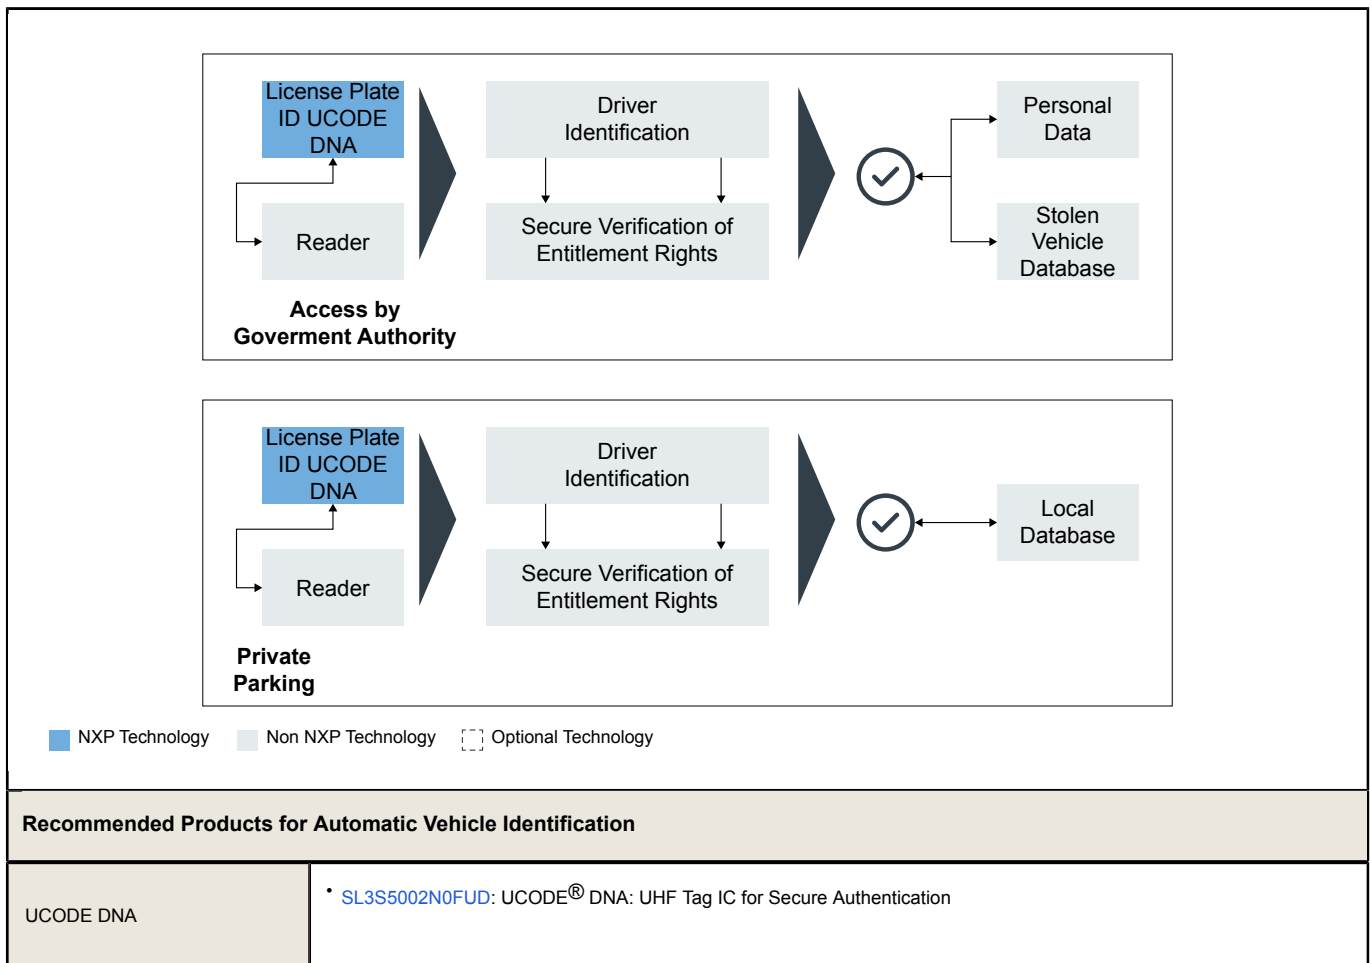 License Plate
ID UCODE
DNA
Reader
Driver
Identification
Secure Verification of
Entitlement Rights
Personal
Data
Stolen
Vehicle
Database
Access by
Goverment Authority
License Plate
ID UCODE
DNA
Reader
Driver
Identification
Secure Verification of
Entitlement Rights
Local
Database
Private
Parking
NXP Technology
Non NXP Technology
Optional Technology
Recommended Products for Automatic Vehicle Identification
UCODE DNA
• SL3S5002N0FUD: UCODE® DNA: UHF Tag IC for Secure Authentication